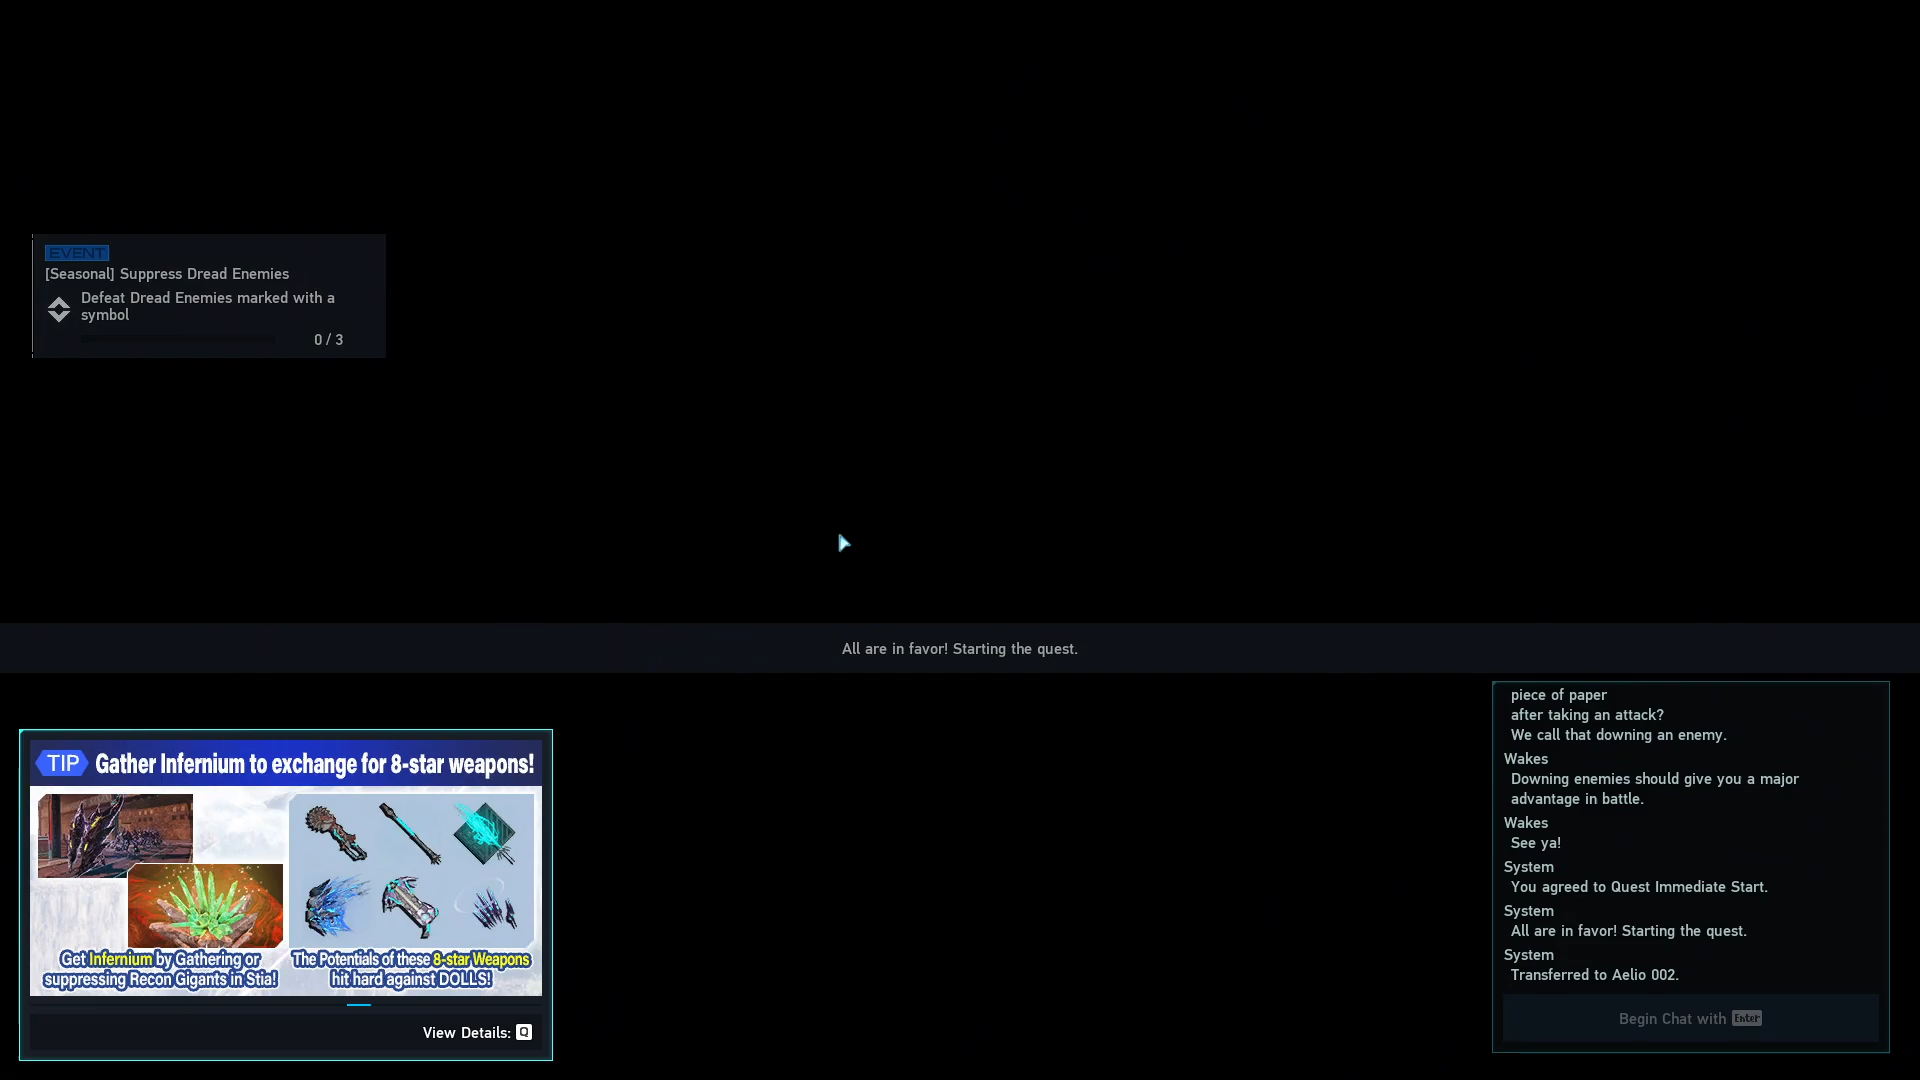 EVENT
[Seasonal] Suppress Dread Enemies
Defeat Dread Enemies marked with a
symbol
0 / 3
All are in favor! Starting the quest.
TIP Gather Infernium to exchange for 8-star weapons!
Get Infernium by Gathering or
suppressing Recon Gigants in Stia!
The Potentials of these 8-star Weapons
hit hard against DOLLS!
View Details: Q
piece of paper
after taking an attack?
We call that downing an enemy.
Wakes
Downing enemies should give you a major
advantage in battle.
Wakes
See ya!
System
You agreed to Quest Immediate Start.
System
All are in favor! Starting the quest.
System
Transferred to Aelio 002.
Begin Chat with Enter